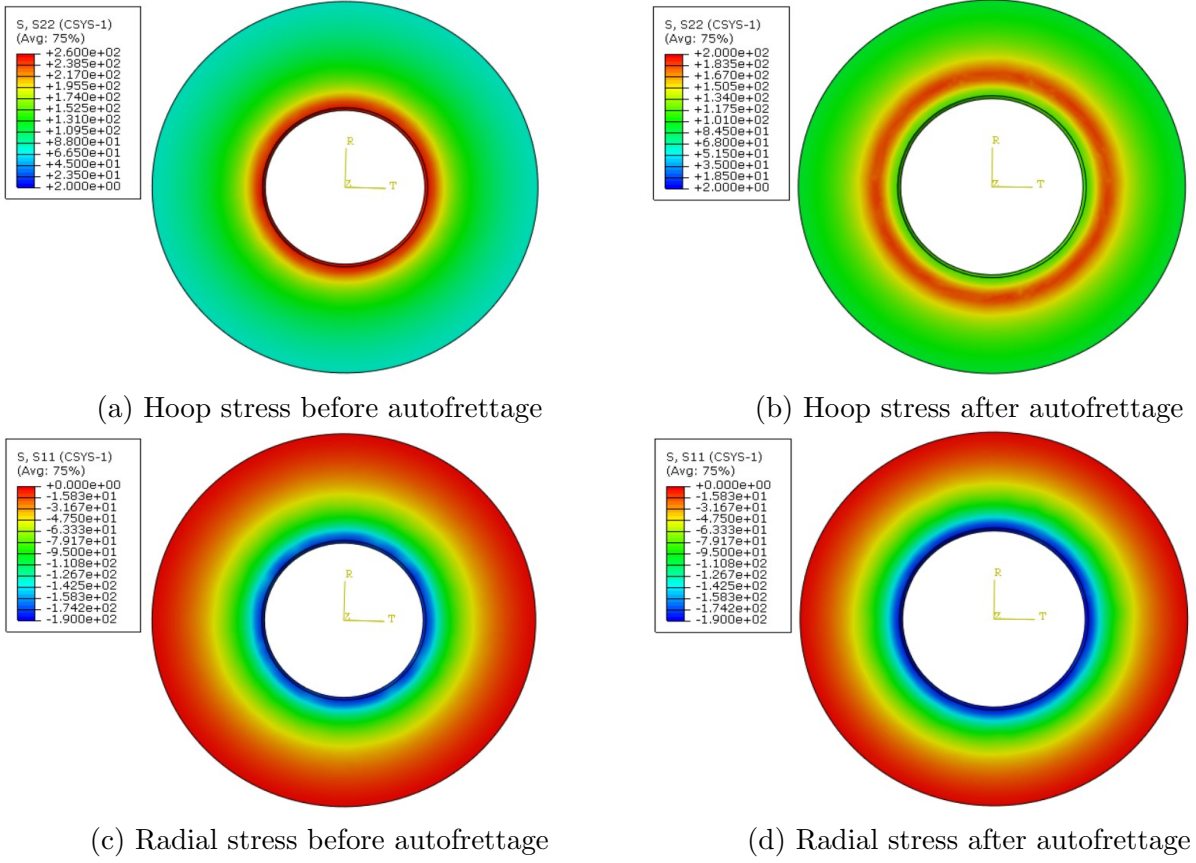 S, S22 (CSYS-1)
(Avg: 75%)
+2.600e+02
+2.385e+02
+2.170e+02
+1.955e+02
+1.740e+02
+1.525e+02
+1.310e+02
+1.095e+02
+8.800e+01
+6.650e+01
+4.500e+01
+2.350e+01
+2.000e+00
R
Z
T
(a) Hoop stress before autofrettage
S, S22 (CSYS-1)
(Avg: 75%)
+2.000e+02
+1.835e+02
+1.670e+02
+1.505e+02
+1.340e+02
+1.175e+02
+1.010e+02
+8.450e+01
+6.800e+01
+5.150e+01
+3.500e+01
+1.850e+01
+2.000e+00
R
Z
T
(b) Hoop stress after autofrettage
S, S11 (CSYS-1)
(Avg: 75%)
+0.000e+00
-1.583e+01
-3.167e+01
-4.750e+01
-6.333e+01
-7.917e+01
-9.500e+01
-1.108e+02
-1.267e+02
-1.425e+02
-1.583e+02
-1.742e+02
-1.900e+02
R
Z
T
(c) Radial stress before autofrettage
S, S11 (CSYS-1)
(Avg: 75%)
+0.000e+00
-1.583e+01
-3.167e+01
-4.750e+01
-6.333e+01
-7.917e+01
-9.500e+01
-1.108e+02
-1.267e+02
-1.425e+02
-1.583e+02
-1.742e+02
-1.900e+02
R
Z
T
(d) Radial stress after autofrettage